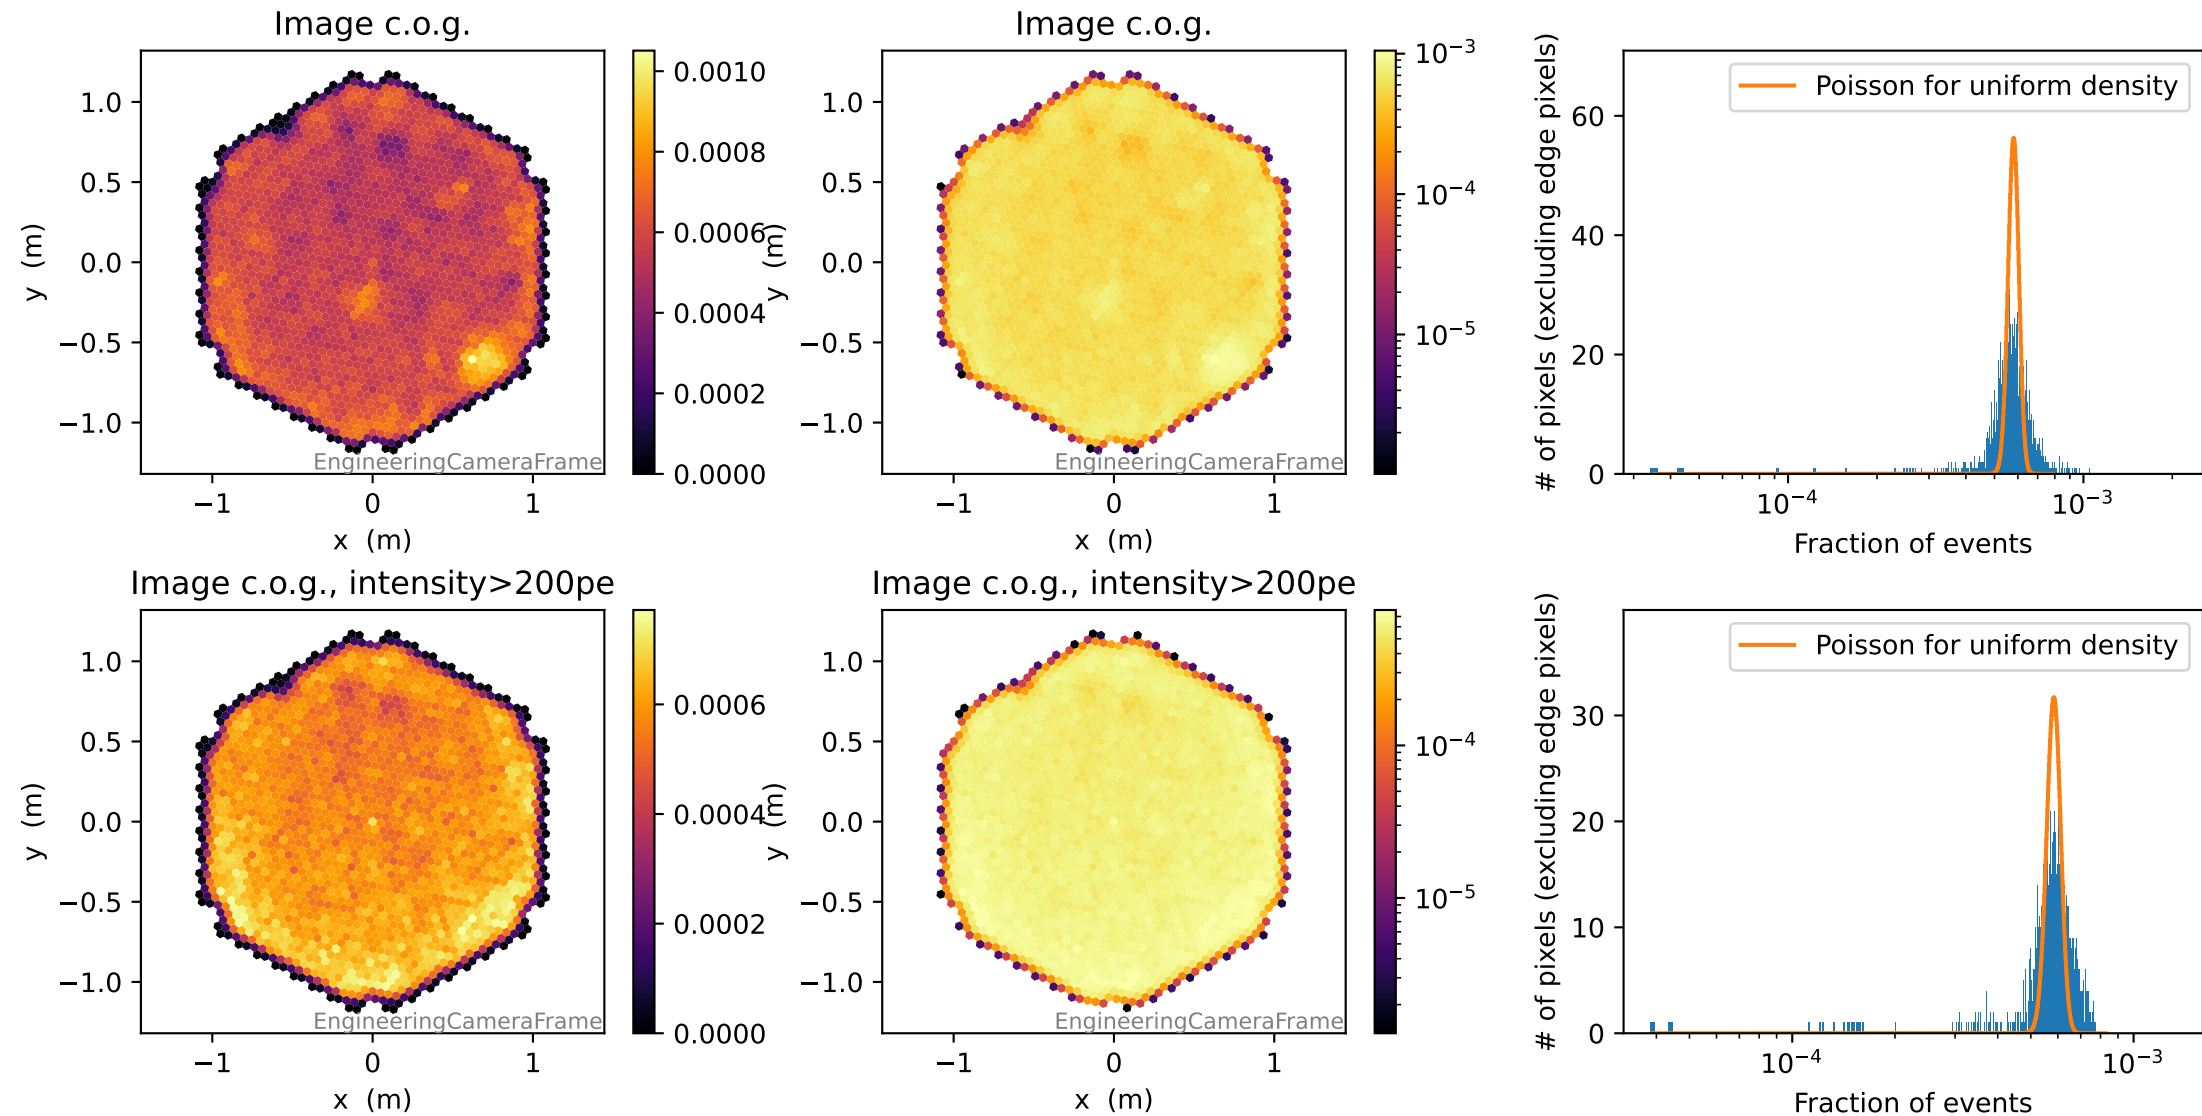 Image c.o.g.
1.0
0.5
0.0
−0.5
−1.0
y (m)
−1
0
1
x (m)
EngineeringCameraFrame
0.0010
0.0008
0.0006
0.0004
0.0002
0.0000
Image c.o.g.
1.0
0.5
0.0
−0.5
−1.0
y (m)
−1
0
1
x (m)
EngineeringCameraFrame
10⁻³
10⁻⁴
10⁻⁵
# of pixels (excluding edge pixels)
60
40
20
0
Poisson for uniform density
10⁻⁴
10⁻³
Fraction of events
Image c.o.g., intensity>200pe
1.0
0.5
0.0
−0.5
−1.0
y (m)
−1
0
1
x (m)
EngineeringCameraFrame
0.0006
0.0004
0.0002
0.0000
Image c.o.g., intensity>200pe
1.0
0.5
0.0
−0.5
−1.0
y (m)
−1
0
1
x (m)
EngineeringCameraFrame
10⁻⁴
10⁻⁵
# of pixels (excluding edge pixels)
30
20
10
0
Poisson for uniform density
10⁻⁴
10⁻³
Fraction of events